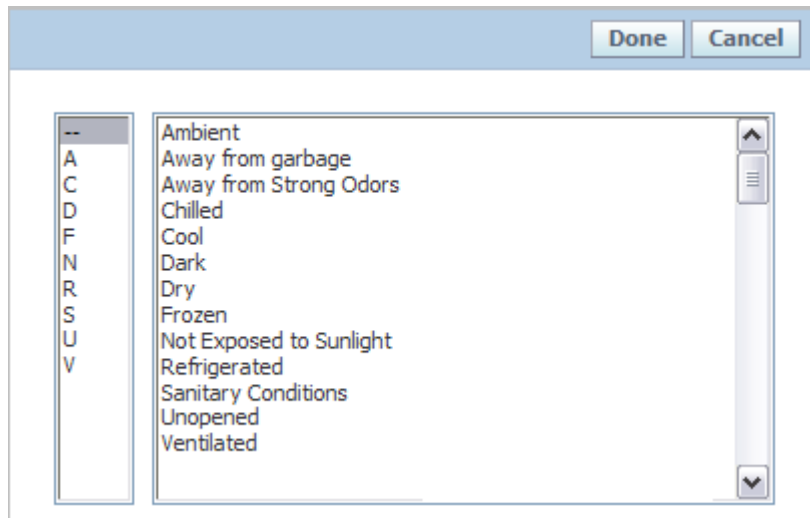 Done Cancel
--
A
C
D
F
N
R
S
U
V
Ambient
Away from garbage
Away from Strong Odors
Chilled
Cool
Dark
Dry
Frozen
Not Exposed to Sunlight
Refrigerated
Sanitary Conditions
Unopened
Ventilated